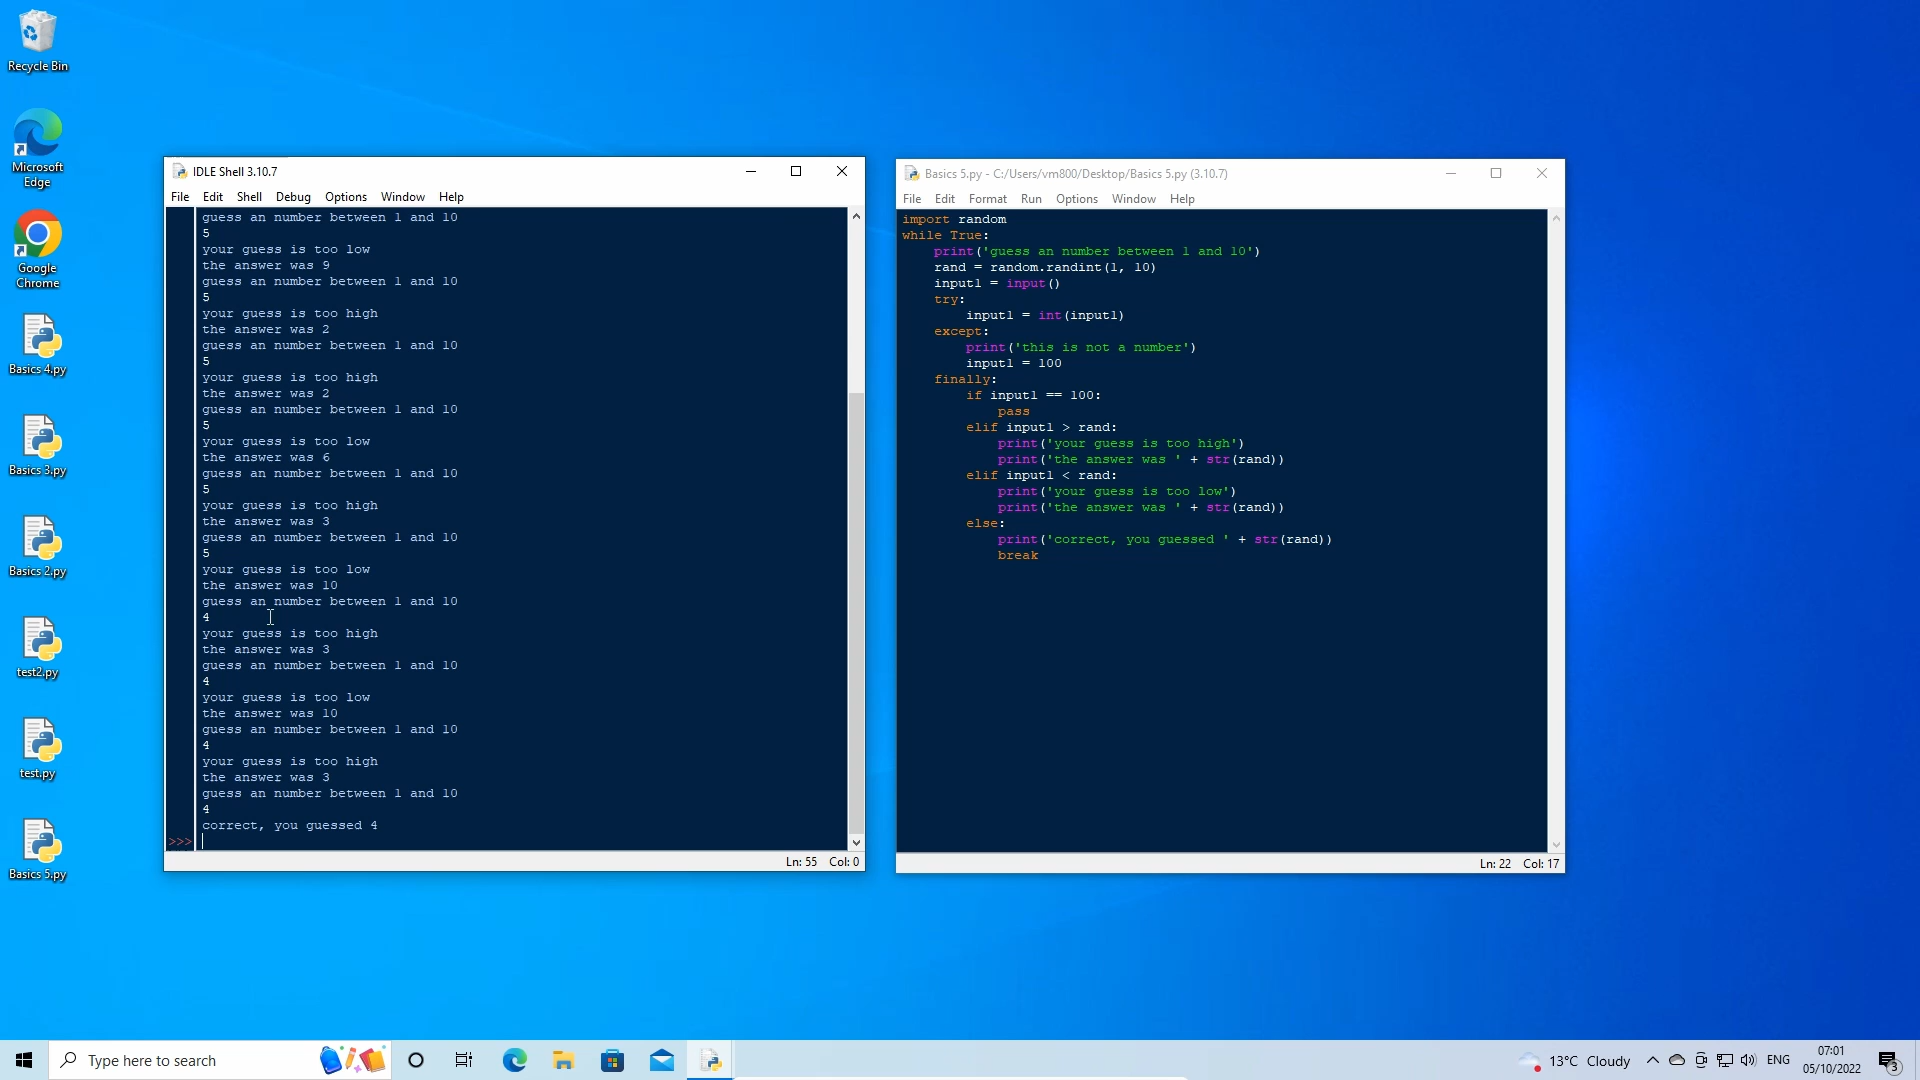 Recycle Bin
Microsoft
Edge
Google
Chrome
Basics 4.py
Basics 3.py
Basics 2.py
test2.py
test.py
Basics 5.py
IDLE Shell 3.10.7
File Edit Shell Debug Options Window Help
guess an number between 1 and 10
5
your guess is too low
the answer was 9
guess an number between 1 and 10
5
your guess is too high
the answer was 2
guess an number between 1 and 10
5
your guess is too high
the answer was 2
guess an number between 1 and 10
5
your guess is too low
the answer was 6
guess an number between 1 and 10
5
your guess is too high
the answer was 3
guess an number between 1 and 10
5
your guess is too low
the answer was 10
guess an number between 1 and 10
4
your guess is too high
the answer was 3
guess an number between 1 and 10
4
your guess is too low
the answer was 10
guess an number between 1 and 10
4
your guess is too high
the answer was 3
guess an number between 1 and 10
4
correct, you guessed 4
>>>
Ln: 55 Col: 0
Basics 5.py - C:/Users/vm800/Desktop/Basics 5.py (3.10.7)
File Edit Format Run Options Window Help
import random
while True:
    print('guess an number between 1 and 10')
    rand = random.randint(1, 10)
    input1 = input()
    try:
        input1 = int(input1)
    except:
        print('this is not a number')
        input1 = 100
    finally:
        if input1 == 100:
            pass
        elif input1 > rand:
            print('your guess is too high')
            print('the answer was ' + str(rand))
        elif input1 < rand:
            print('your guess is too low')
            print('the answer was ' + str(rand))
        else:
            print('correct, you guessed ' + str(rand))
            break
Ln: 22 Col: 17
Type here to search
13°C Cloudy
ENG
07:01
05/10/2022
3